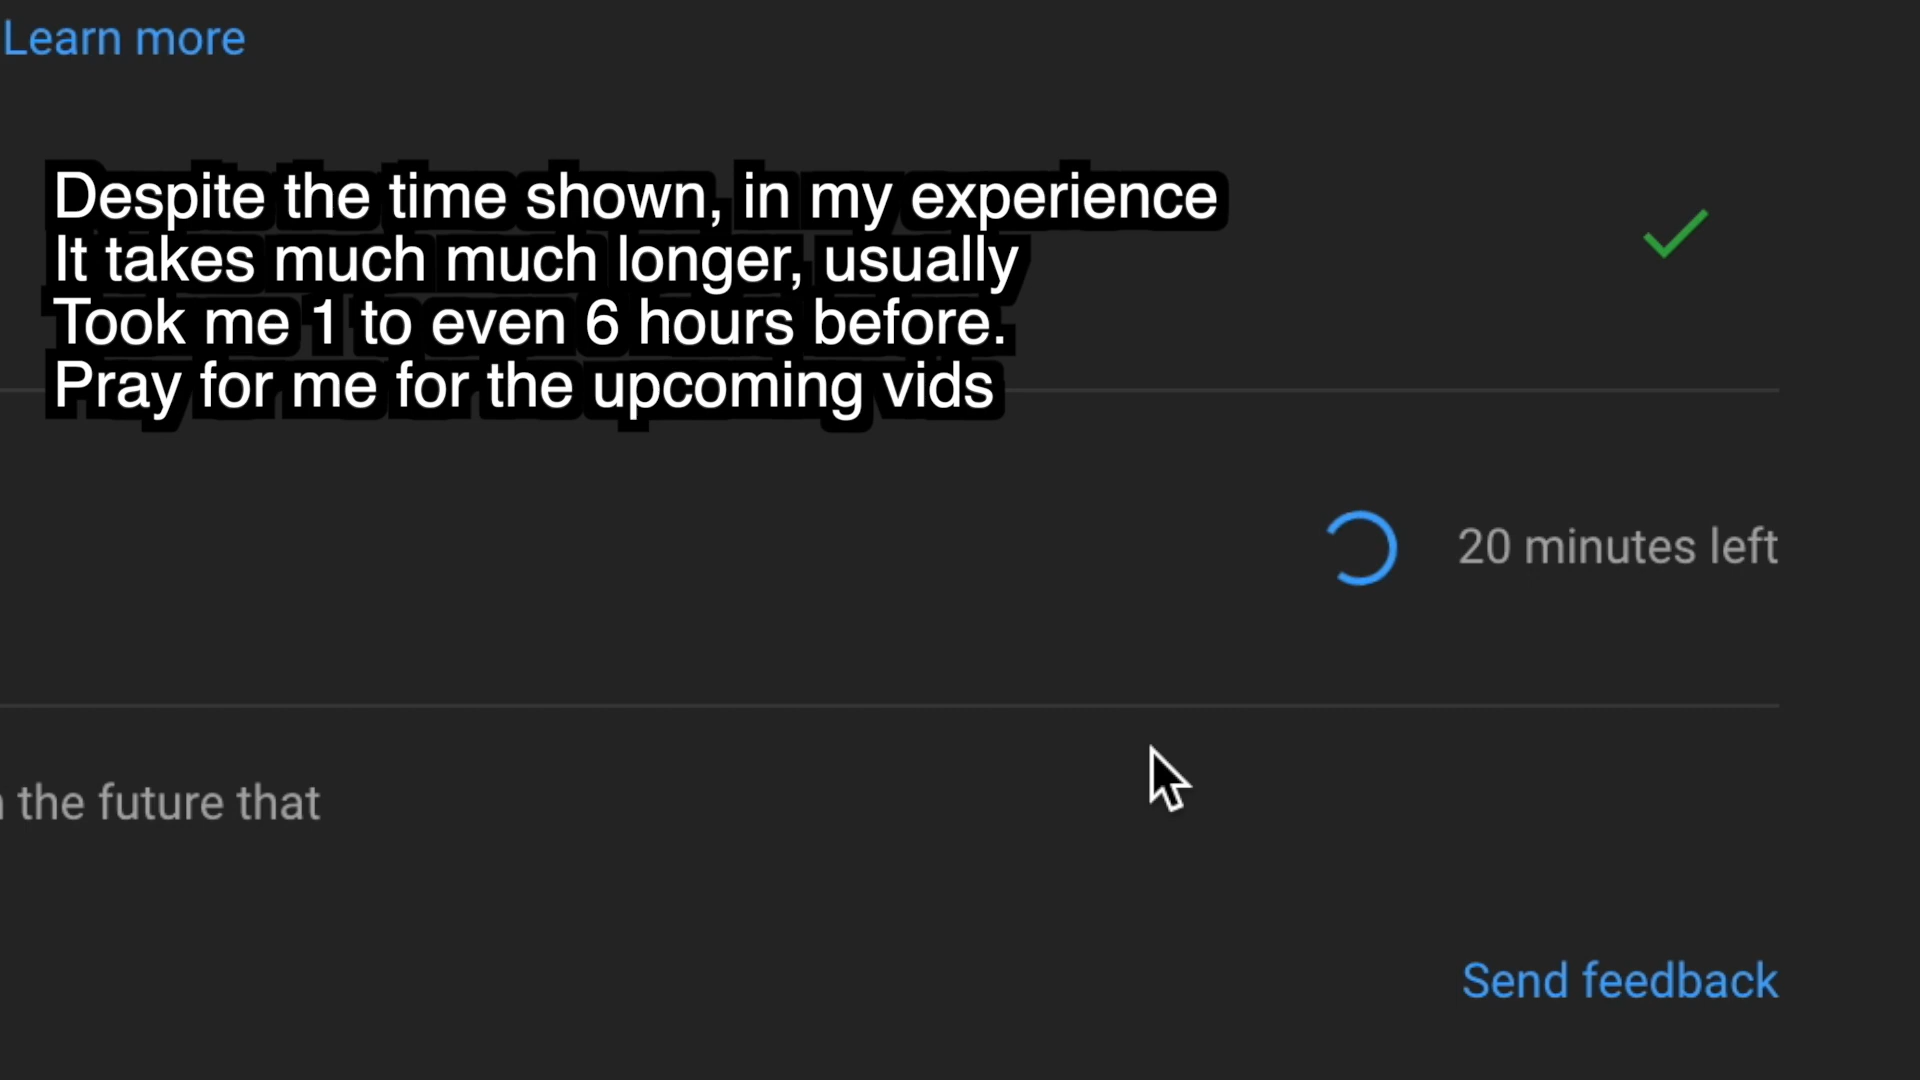 Learn more
Despite the time shown, in my experience
It takes much much longer, usually
Took me 1 to even 6 hours before.
Pray for me for the upcoming vids
20 minutes left
the future that
Send feedback